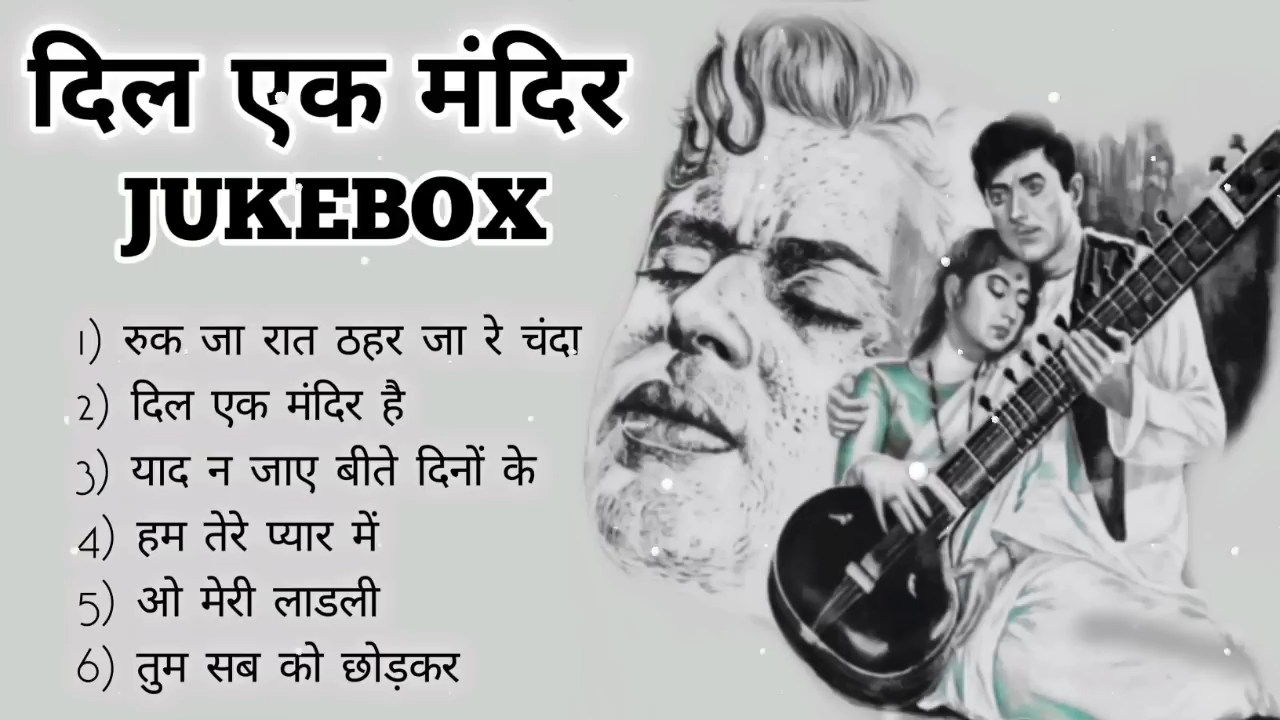 दिल एक मंदिर
JUKEBOX
1) रुक जा रात ठहर जा रे चंदा
2) दिल एक मंदिर है
3) याद न जाए बीते दिनों के
4) हम तेरे प्यार में
5) ओ मेरी लाडली
6) तुम सब को छोड़कर